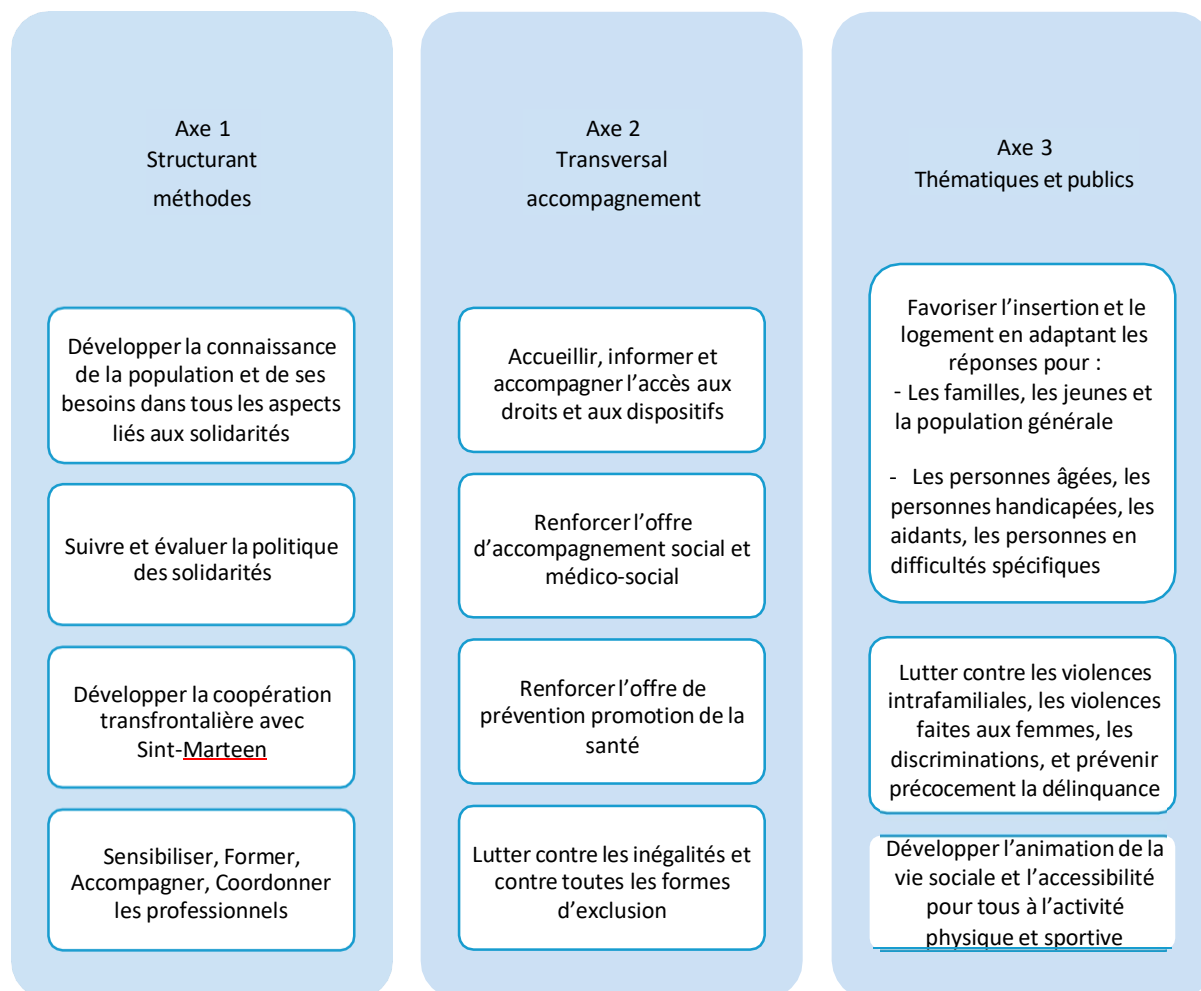 Axe 1
Structurant
méthodes
Développer la connaissance
de la population et de ses
besoins dans tous les aspects
liés aux solidarités
Suivre et évaluer la politique
des solidarités
Développer la coopération
transfrontalière avec
Sint-Marteen
Sensibiliser, Former,
Accompagner, Coordonner
les professionnels
Axe 2
Transversal
accompagnement
Accueillir, informer et
accompagner l’accès aux
droits et aux dispositifs
Renforcer l’offre
d’accompagnement social et
médico-social
Renforcer l’offre de
prévention promotion de la
santé
Lutter contre les inégalités et
contre toutes les formes
d’exclusion
Axe 3
Thématiques et publics
Favoriser l’insertion et le
logement en adaptant les
réponses pour :
- Les familles, les jeunes et
la population générale
- Les personnes âgées, les
personnes handicapées, les
aidants, les personnes en
difficultés spécifiques
Lutter contre les violences
intrafamiliales, les violences
faites aux femmes, les
discriminations, et prévenir
précocement la délinquance
Développer l’animation de la
vie sociale et l’accessibilité
pour tous à l’activité
physique et sportive